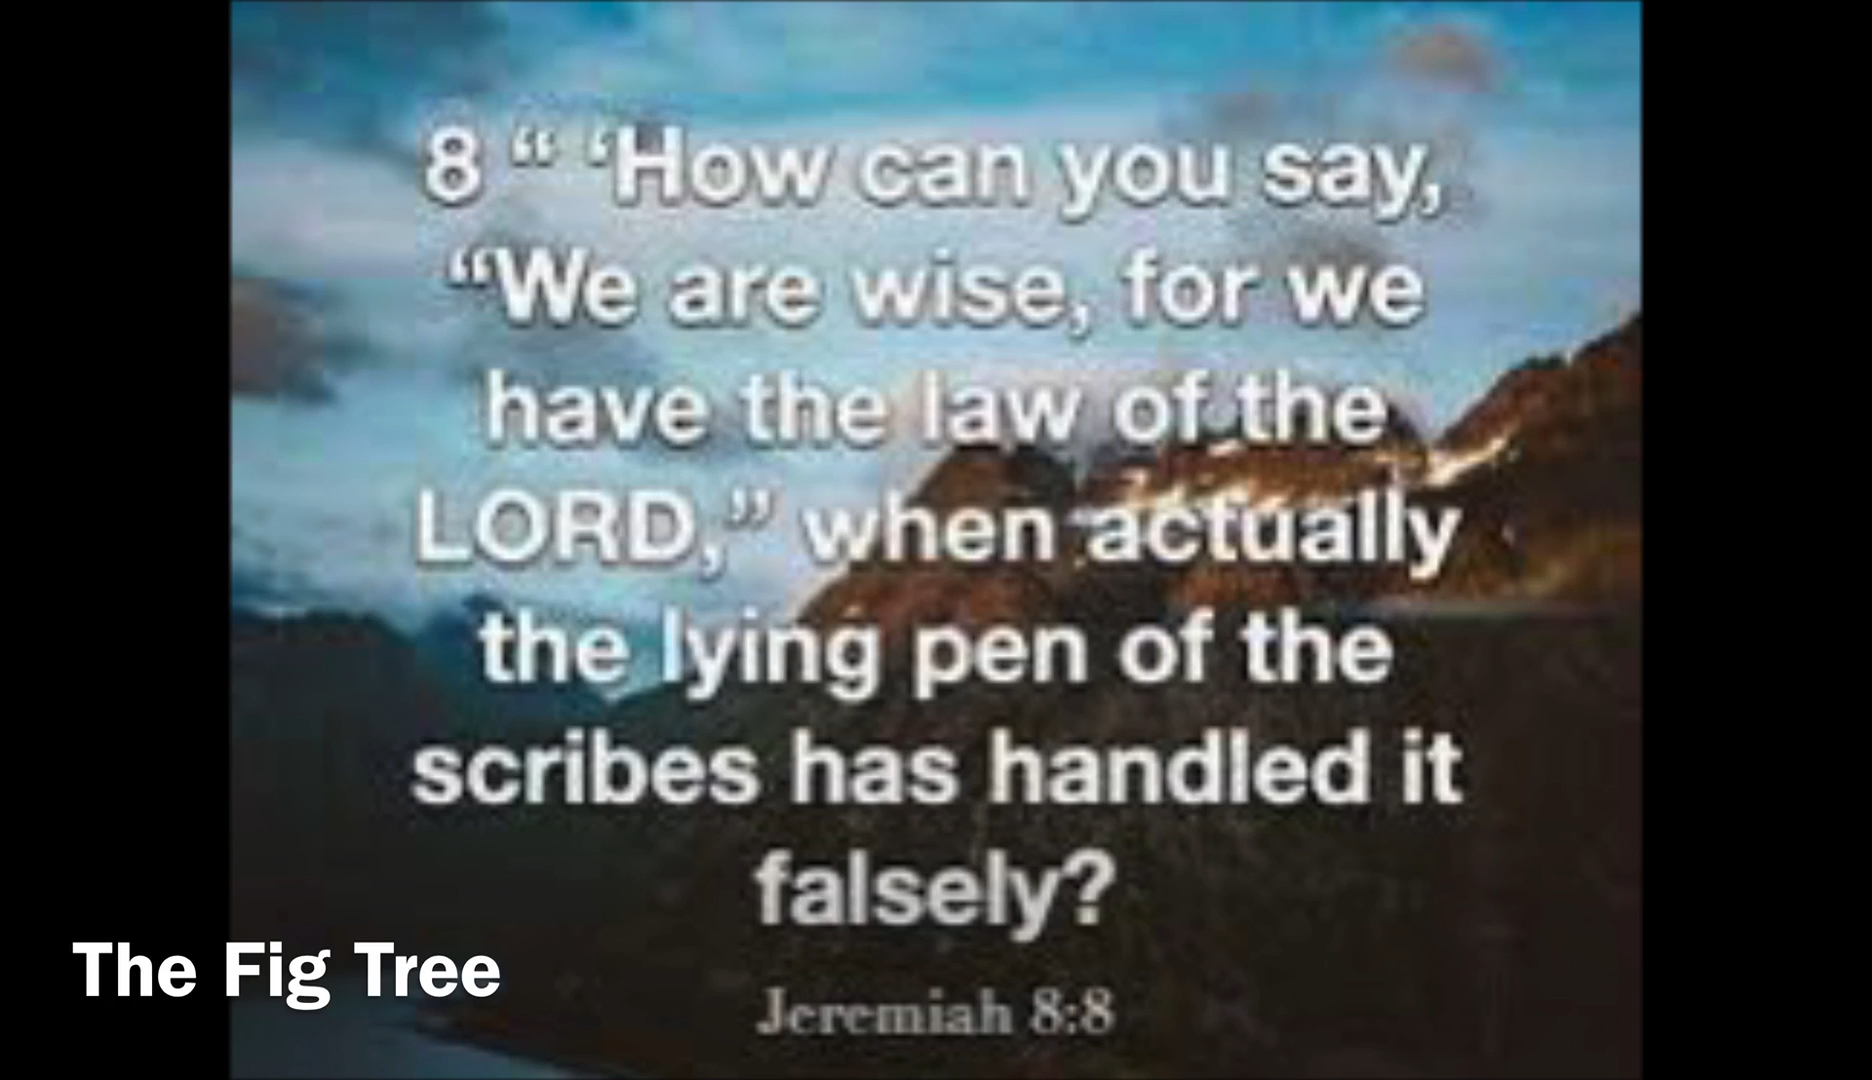 8 “ ‘How can you say,
“We are wise, for we
have the law of the
LORD,” when actually
the lying pen of the
scribes has handled it
falsely?
Jeremiah 8:8
The Fig Tree